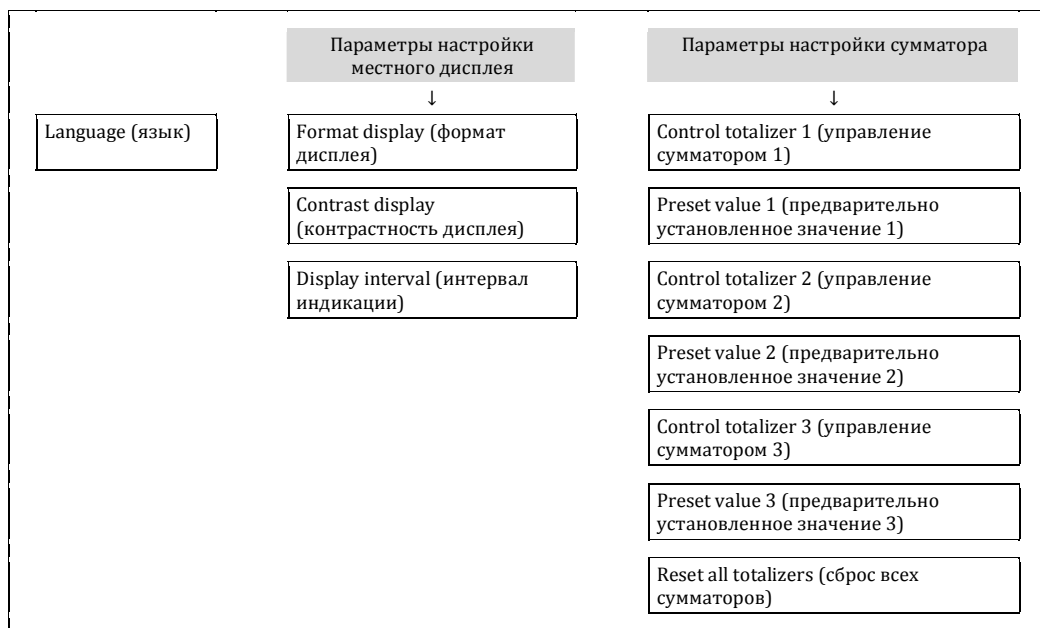 Параметры настройки
местного дисплея
Параметры настройки сумматора
↓
↓
Language (язык)
Format display (формат
дисплея)
Control totalizer 1 (управление
сумматором 1)
Contrast display
(контрастность дисплея)
Preset value 1 (предварительно
установленное значение 1)
Display interval (интервал
индикации)
Control totalizer 2 (управление
сумматором 2)
Preset value 2 (предварительно
установленное значение 2)
Control totalizer 3 (управление
сумматором 3)
Preset value 3 (предварительно
установленное значение 3)
Reset all totalizers (сброс всех
сумматоров)